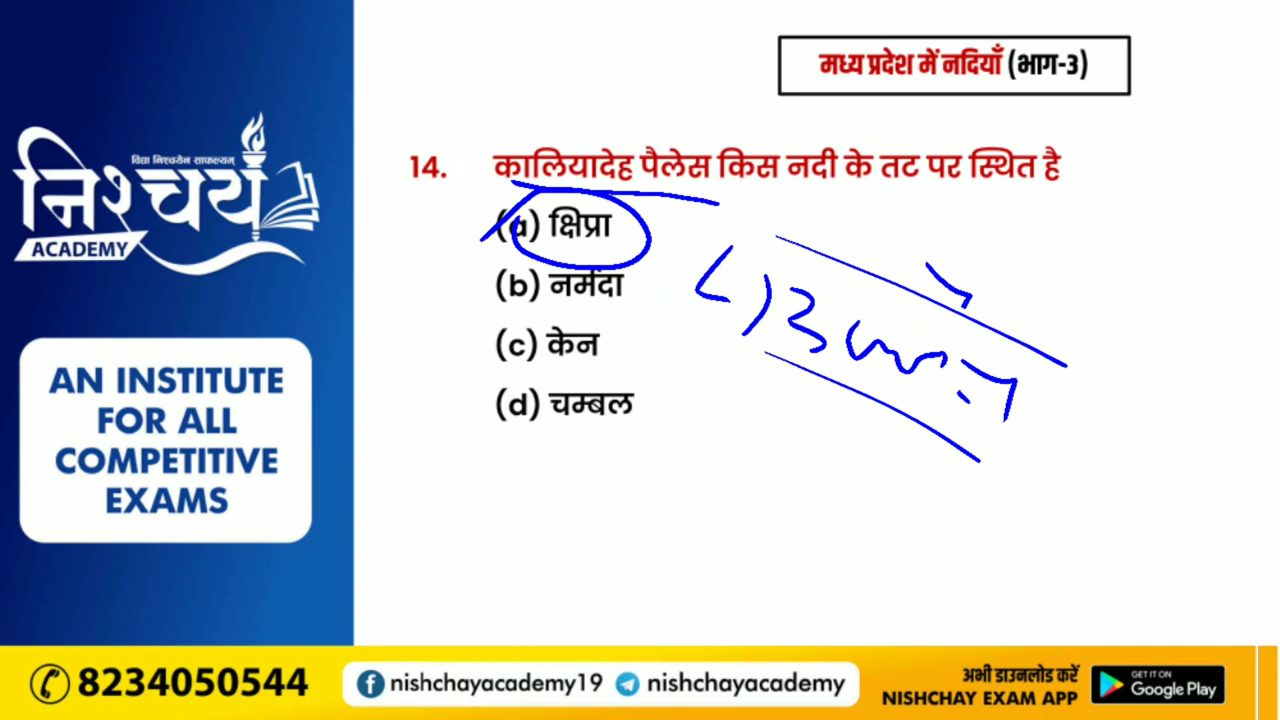 मध्य प्रदेश में नदियाँ (भाग-3)
विद्या निश्चयेन साफल्यम्
निश्चय
ACADEMY
AN INSTITUTE
FOR ALL
COMPETITIVE
EXAMS
14. कालियादेह पैलेस किस नदी के तट पर स्थित है
(a) क्षिप्रा
(b) नर्मदा
(c) केन
(d) चम्बल
8234050544
nishchayacademy19 nishchayacademy
अभी डाउनलोड करें
NISHCHAY EXAM APP
GET IT ON
Google Play